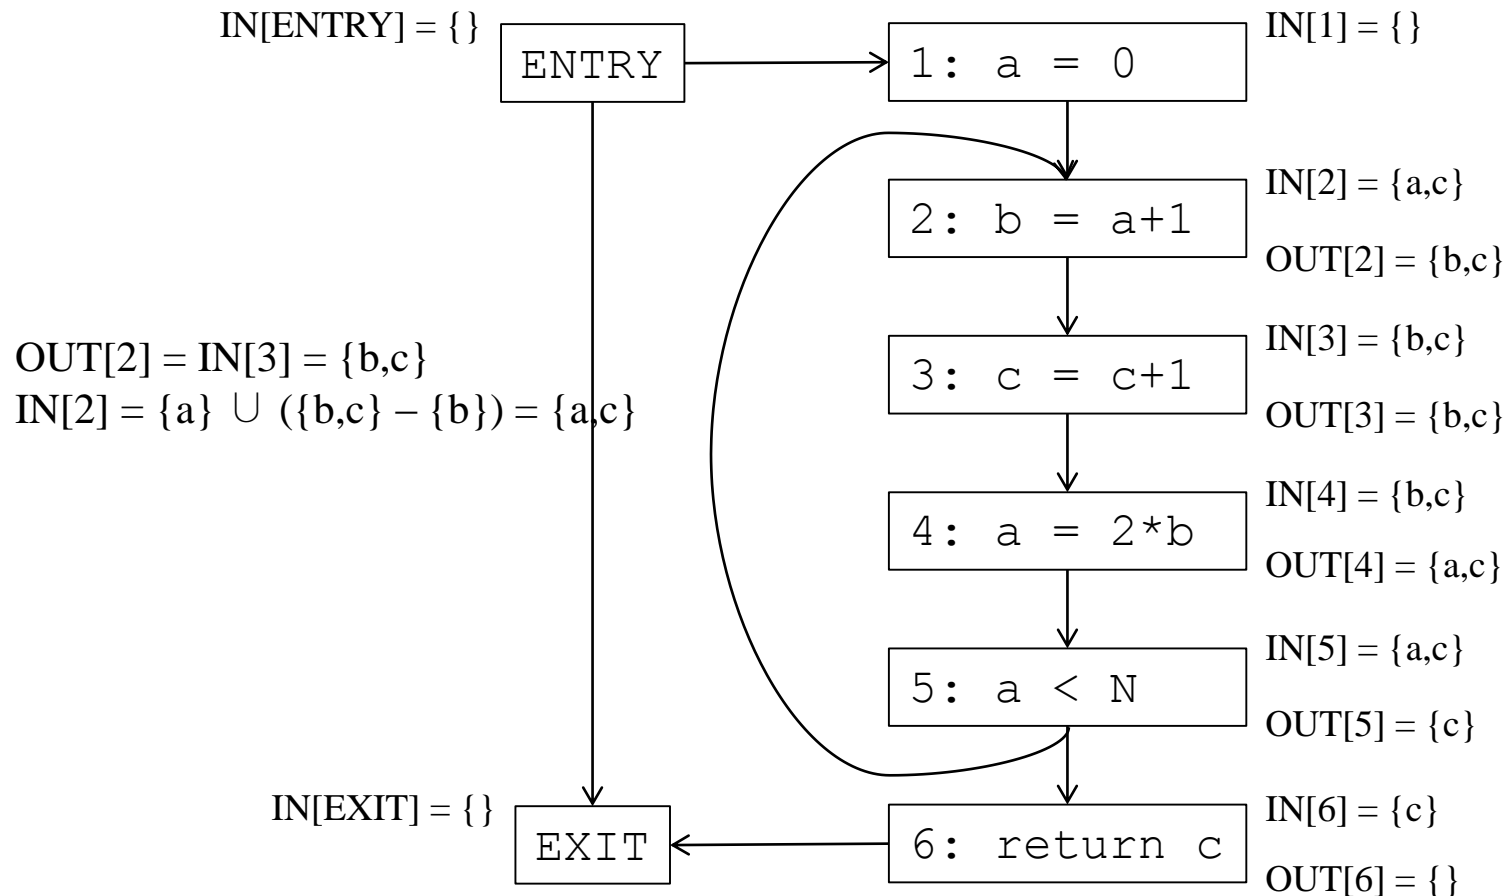 IN[ENTRY] = {}
ENTRY
1: a = 0
IN[1] = {}
2: b = a+1
IN[2] = {a,c}
OUT[2] = {b,c}
OUT[2] = IN[3] = {b,c}
IN[2] = {a} ∪ ({b,c} – {b}) = {a,c}
3: c = c+1
IN[3] = {b,c}
OUT[3] = {b,c}
4: a = 2*b
IN[4] = {b,c}
OUT[4] = {a,c}
5: a < N
IN[5] = {a,c}
OUT[5] = {c}
IN[EXIT] = {}
EXIT
6: return c
IN[6] = {c}
OUT[6] = {}